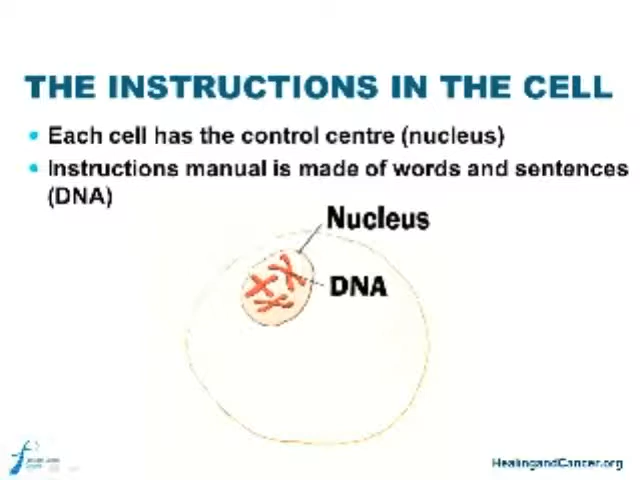 THE INSTRUCTIONS IN THE CELL
• Each cell has the control centre (nucleus)
• Instructions manual is made of words and sentences
(DNA)
Nucleus
DNA
HealingandCancer.org